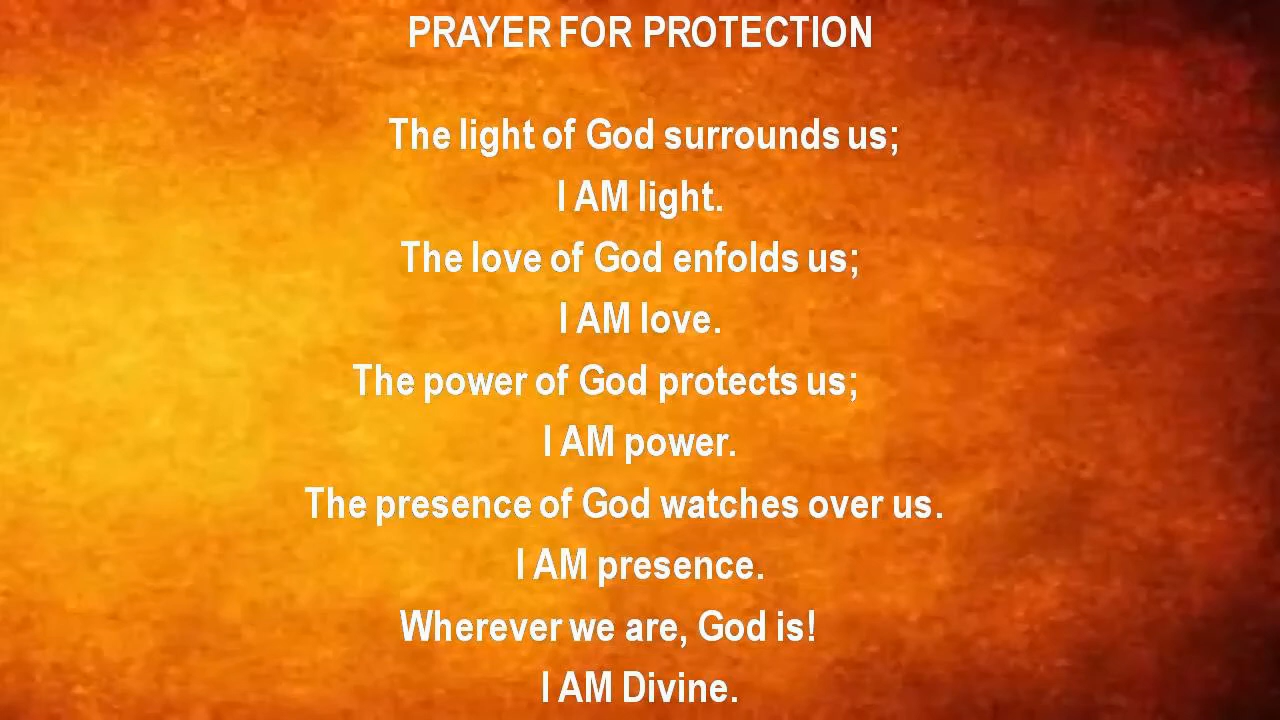 PRAYER FOR PROTECTION
The light of God surrounds us;
I AM light.
The love of God enfolds us;
I AM love.
The power of God protects us;
I AM power.
The presence of God watches over us.
I AM presence.
Wherever we are, God is!
I AM Divine.